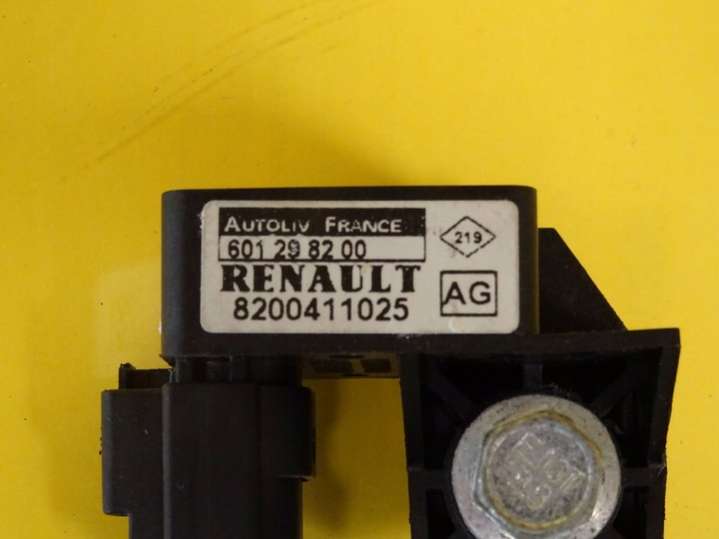 AUTOLIV FRANCE
601 29 82 00
RENAULT
8200411025
219
AG